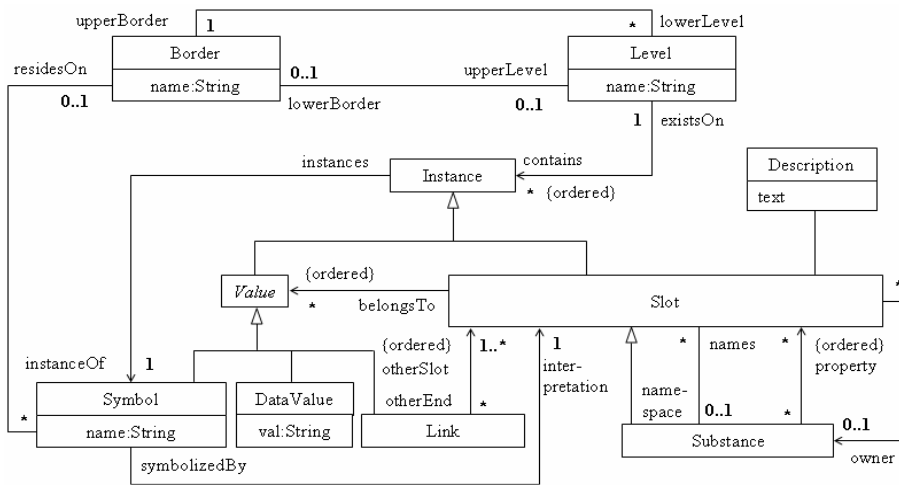 upperBorder 1 * lowerLevel
Border Level
residesOn
name:String 0..1 upperLevel name:String
0..1 lowerBorder 0..1 1 existsOn
instances contains
Instance Description
* {ordered}
text
{ordered}
Value
* belongsTo Slot *
{ordered} 1..* 1 * names * {ordered}
instanceOf 1 otherSlot inter- property
pretation
Symbol DataValue otherEnd name-
* name:String val:String * space 0..1 * 0..1
Link Substance
symbolizedBy owner